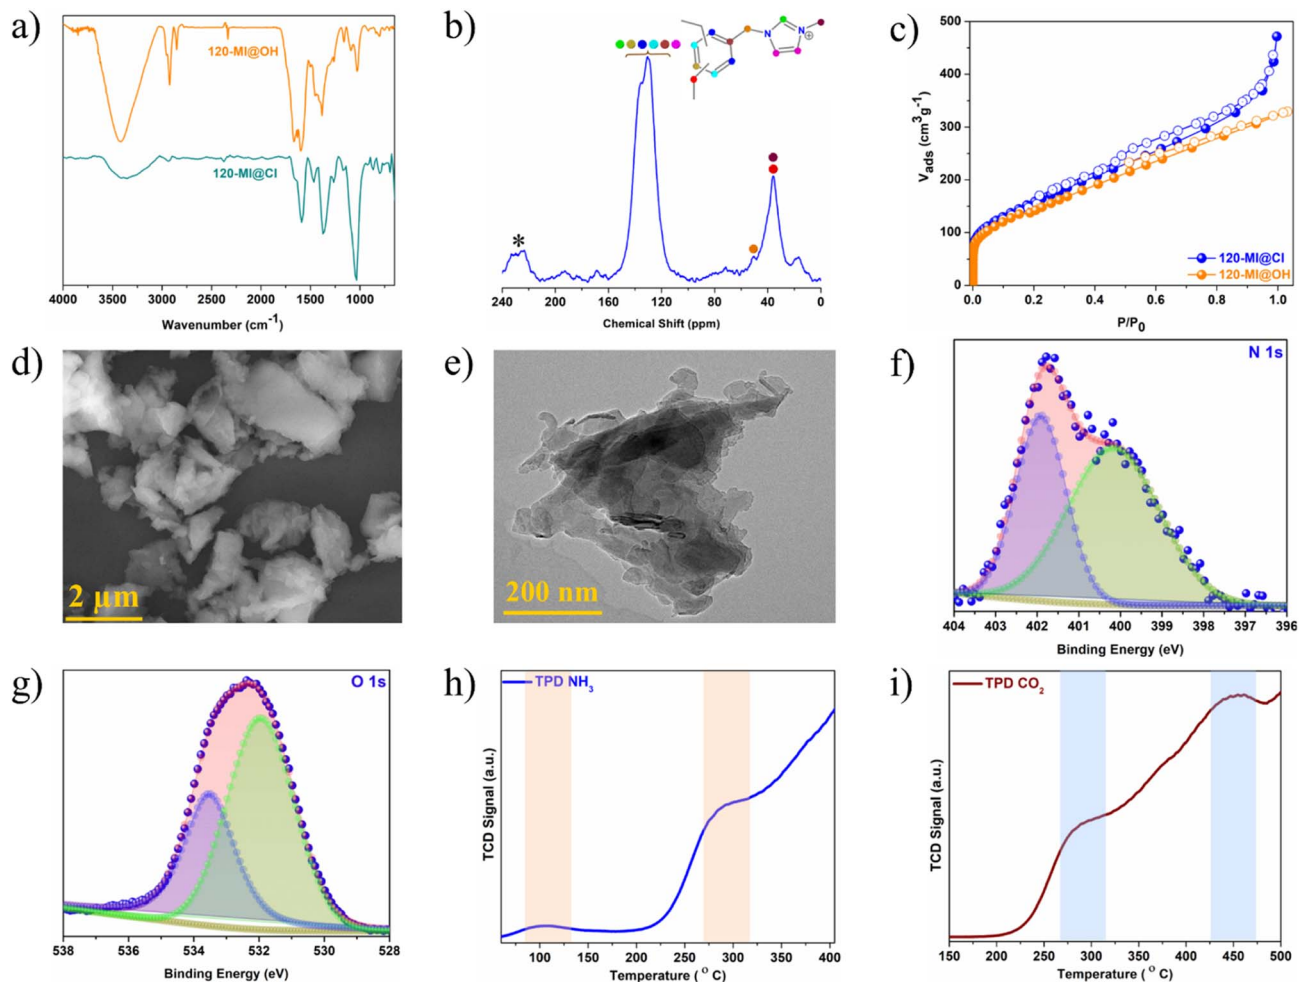 a)
120-MI@OH
120-MI@Cl
4000 3500 3000 2500 2000 1500 1000
Wavenumber (cm-1)
b)
N
N
+
*
240 200 160 120 80 40 0
Chemical Shift (ppm)
c)
500
400
300
200
100
0
Vads (cm3g-1)
120-MI@Cl
120-MI@OH
0.0 0.2 0.4 0.6 0.8 1.0
P/P0
d)
2 µm
e)
200 nm
f)
N 1s
404 403 402 401 400 399 398 397 396
Binding Energy (eV)
g)
O 1s
538 536 534 532 530 528
Binding Energy (eV)
h)
TPD NH3
TCD Signal (a.u.)
100 150 200 250 300 350 400
Temperature ( ° C)
i)
TPD CO2
TCD Signal (a.u.)
150 200 250 300 350 400 450 500
Temperature ( ° C)